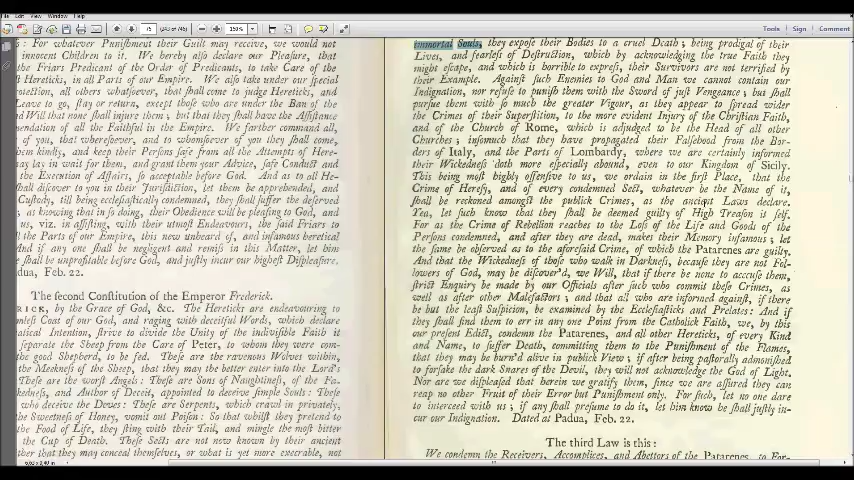 File Edit View Window Help
75 (243 of 746) 150%
Tools Sign Comment
: For whatever Puniſhment their Guilt may receive, we would not
innocent Children to it. We hereby alſo declare our Pleaſure, that
the Friars Predicant of the Order of Predicants, to take Care of the
Hereticks, in all Parts of our Empire. We alſo take under our ſpecial
rotection, all others whatſoever, that ſhall come to judge Hereticks, and
Leave to go, ſtay or return, except thoſe who are under the Ban of the
nd Will that none ſhall injure them, but that they ſhall have the Aſſiſtance
mendation of all the Faithful in the Empire. We farther command all,
of you, that whereſoever, and to whomſoever of you they ſhall come,
hem kindly, and keep their Perſons ſafe from all the Attempts of Here-
ay lay in wait for them, and grant them your Advice, ſafe Conduct and
the Execution of Affairs, ſo acceptable before God. And as to all He-
ſhall diſcover to you in their Juriſdiction, let them be apprehended, and
Cuſtody, till being eccleſiaſtically condemned, they ſhall ſuffer the deſerved
, as knowing that in ſo doing, their Obedience will be pleaſing to God, and
us, viz. in aſſiſting, with their utmoſt Endeavours, the ſaid Friars to
ll the Parts of our Empire, this new unheard of, and infamous heretical
And if any one ſhall be negligent and remiſs in this Matter, let him
e ſhall be unprofitable before God, and juſtly incur our higheſt Diſpleaſure.
dua, Feb. 22.
The ſecond Conſtitution of the Emperor Frederick.
RICK, by the Grace of God, &c. The Hereticks are endeavouring to
mleſs Coat of our God, and raging with deceitful Words, which declare
ial Intention, ſtrive to divide the Unity of the indiviſible Faith it
ſeparate the Sheep from the Care of Peter, to whom they were com-
the good Shepherd, to be fed. Theſe are the ravenous Wolves within,
the Meekneſs of the Sheep, that they may the better enter into the Lord's
Theſe are the worſt Angels: Theſe are Sons of Naughtineſs, of the Fa-
kedneſs, and Author of Deceit, appointed to deceive ſimple Souls: Theſe
who deceive the Doves: Theſe are Serpents, which crawl in privately,
Sweetneſs of Honey, vomit out Poiſon: So that whilſt they pretend to
the Food of Life, they ſting with their Tail, and mingle the moſt bitter
the Cup of Death. Theſe Sects are not now known by their ancient
that they may conceal themſelves, or what is yet more execrable, not
immortal Souls, they expoſe their Bodies to a cruel Death; being prodigal of their
Lives, and fearleſs of Deſtruction, which by acknowledging the true Faith they
might eſcape, and which is horrible to expreſs, their Survivors are not terrified by
their Example. Againſt ſuch Enemies to God and Man we cannot contain our
Indignation, nor refuſe to puniſh them with the Sword of juſt Vengeance; but ſhall
purſue them with ſo much the greater Vigour, as they appear to ſpread wider
the Crimes of their Superſtition, to the more evident Injury of the Chriſtian Faith,
and of the Church of Rome, which is adjudged to be the Head of all other
Churches; inſomuch that they have propagated their Falſehood from the Bor-
ders of Italy, and the Parts of Lombardy, where we are certainly informed
their Wickedneſs doth more eſpecially abound, even to our Kingdom of Sicily.
This being moſt highly offenſive to us, we ordain in the firſt Place, that the
Crime of Hereſy, and of every condemned Sect, whatever be the Name of it,
ſhall be reckoned amongſt the publick Crimes, as the ancient Laws declare.
Yea, let ſuch know that they ſhall be deemed guilty of High Treaſon it ſelf.
For as the Crime of Rebellion reaches to the Loſs of the Life and Goods of the
Perſons condemned, and after they are dead, makes their Memory infamous; let
the ſame be obſerved as to the aforeſaid Crime, of which the Patarenes are guilty.
And that the Wickedneſs of thoſe who walk in Darkneſs, becauſe they are not Fol-
lowers of God, may be diſcover'd, we Will, that if there be none to accuſe them,
ſtrict Enquiry be made by our Officials after ſuch who commit theſe Crimes, as
well as after other Malefactors; and that all who are informed againſt, if there
be but the leaſt Suſpicion, be examined by the Eccleſiaſticks and Prelates: And if
they ſhall find them to err in any one Point from the Catholick Faith, we, by this
our preſent Edict, condemn the Patarenes, and all other Hereticks, of every Kind
and Name, to ſuffer Death, committing them to the Puniſhment of the Flames,
that they may be burn'd alive in publick View; if after being paſtorally admoniſhed
to forſake the dark Snares of the Devil, they will not acknowledge the God of Light.
Nor are we diſpleaſed that herein we gratify them, ſince we are aſſured they can
reap no other Fruit of their Error but Puniſhment only. For ſuch, let no one dare
to intercede with us; if any ſhall preſume to do it, let him know he ſhall juſtly in-
cur our Indignation. Dated at Padua, Feb. 22.
The third Law is this:
We condemn the Receivers, Accomplices, and Abettors of the Patarenes, to For-